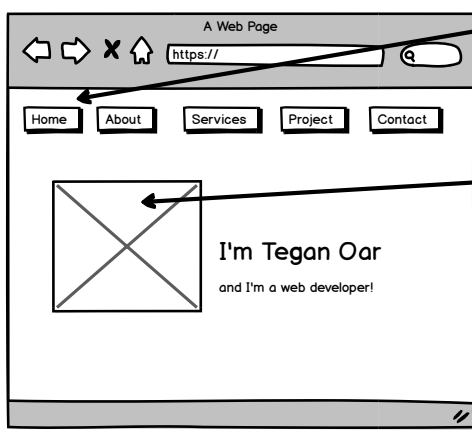 A Web Page
https://
Home About Services Project Contact
I'm Tegan Oar
and I'm a web developer!